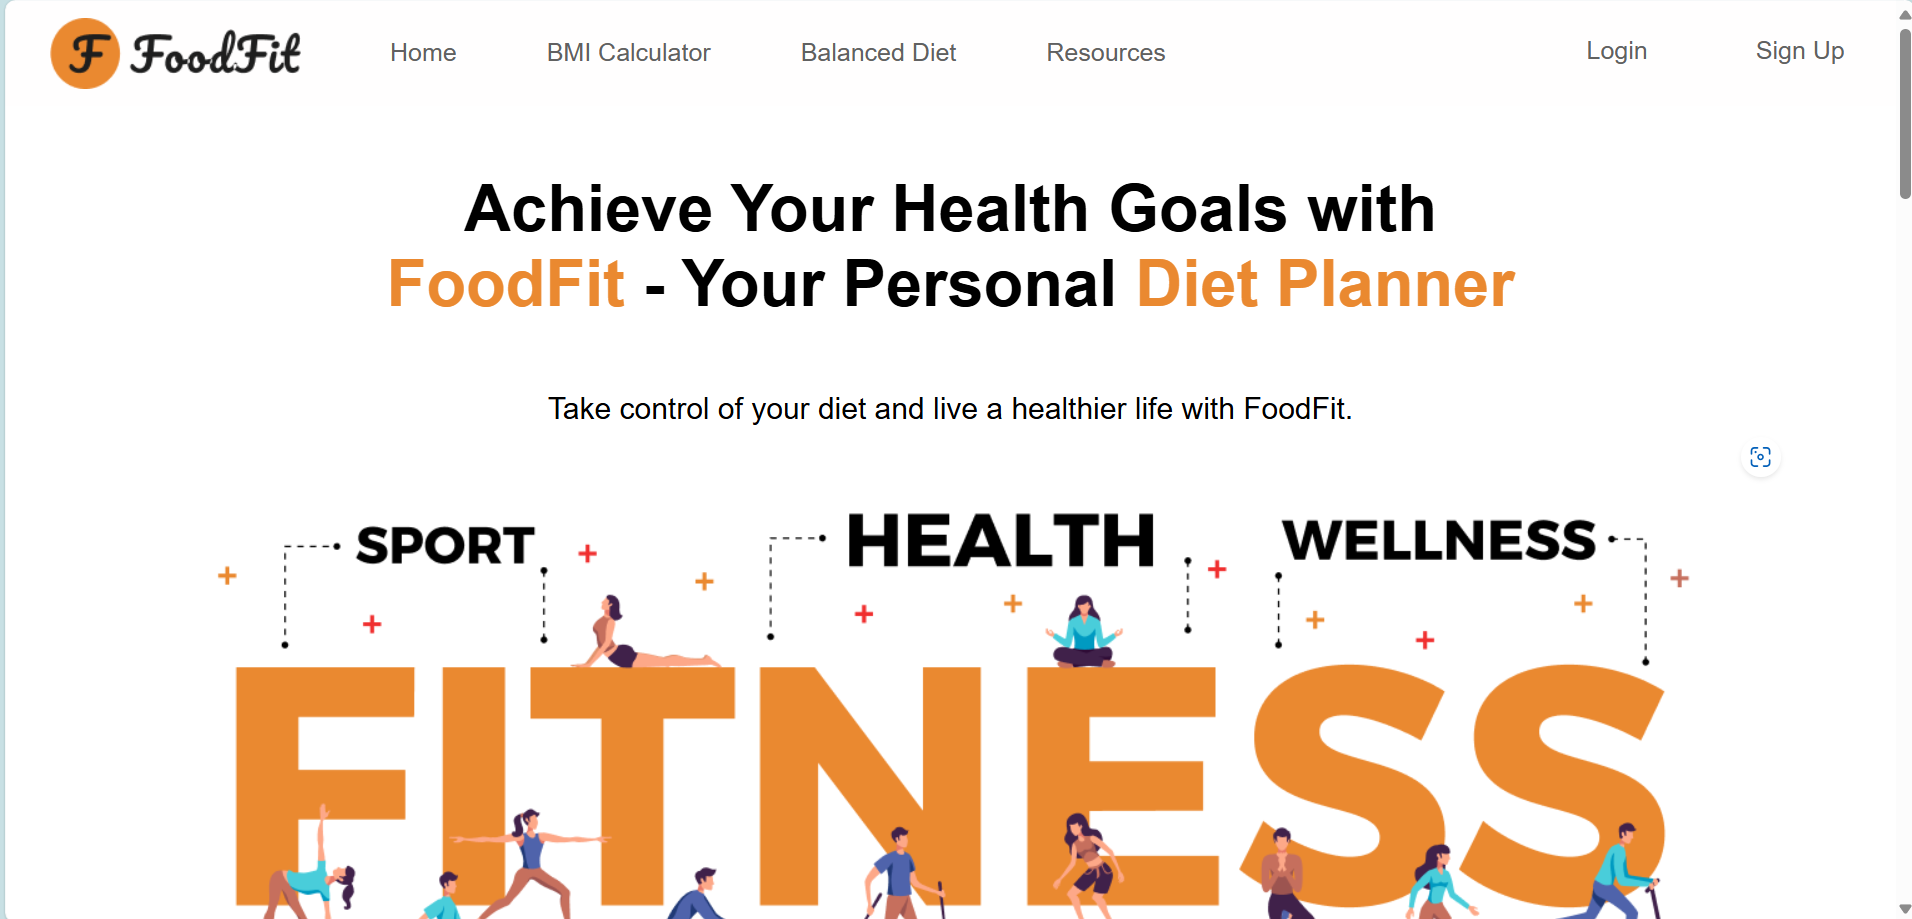 F FoodFit Home BMI Calculator Balanced Diet Resources Login Sign Up
Achieve Your Health Goals with
FoodFit - Your Personal Diet Planner
Take control of your diet and live a healthier life with FoodFit.
SPORT HEALTH WELLNESS
FITNESS